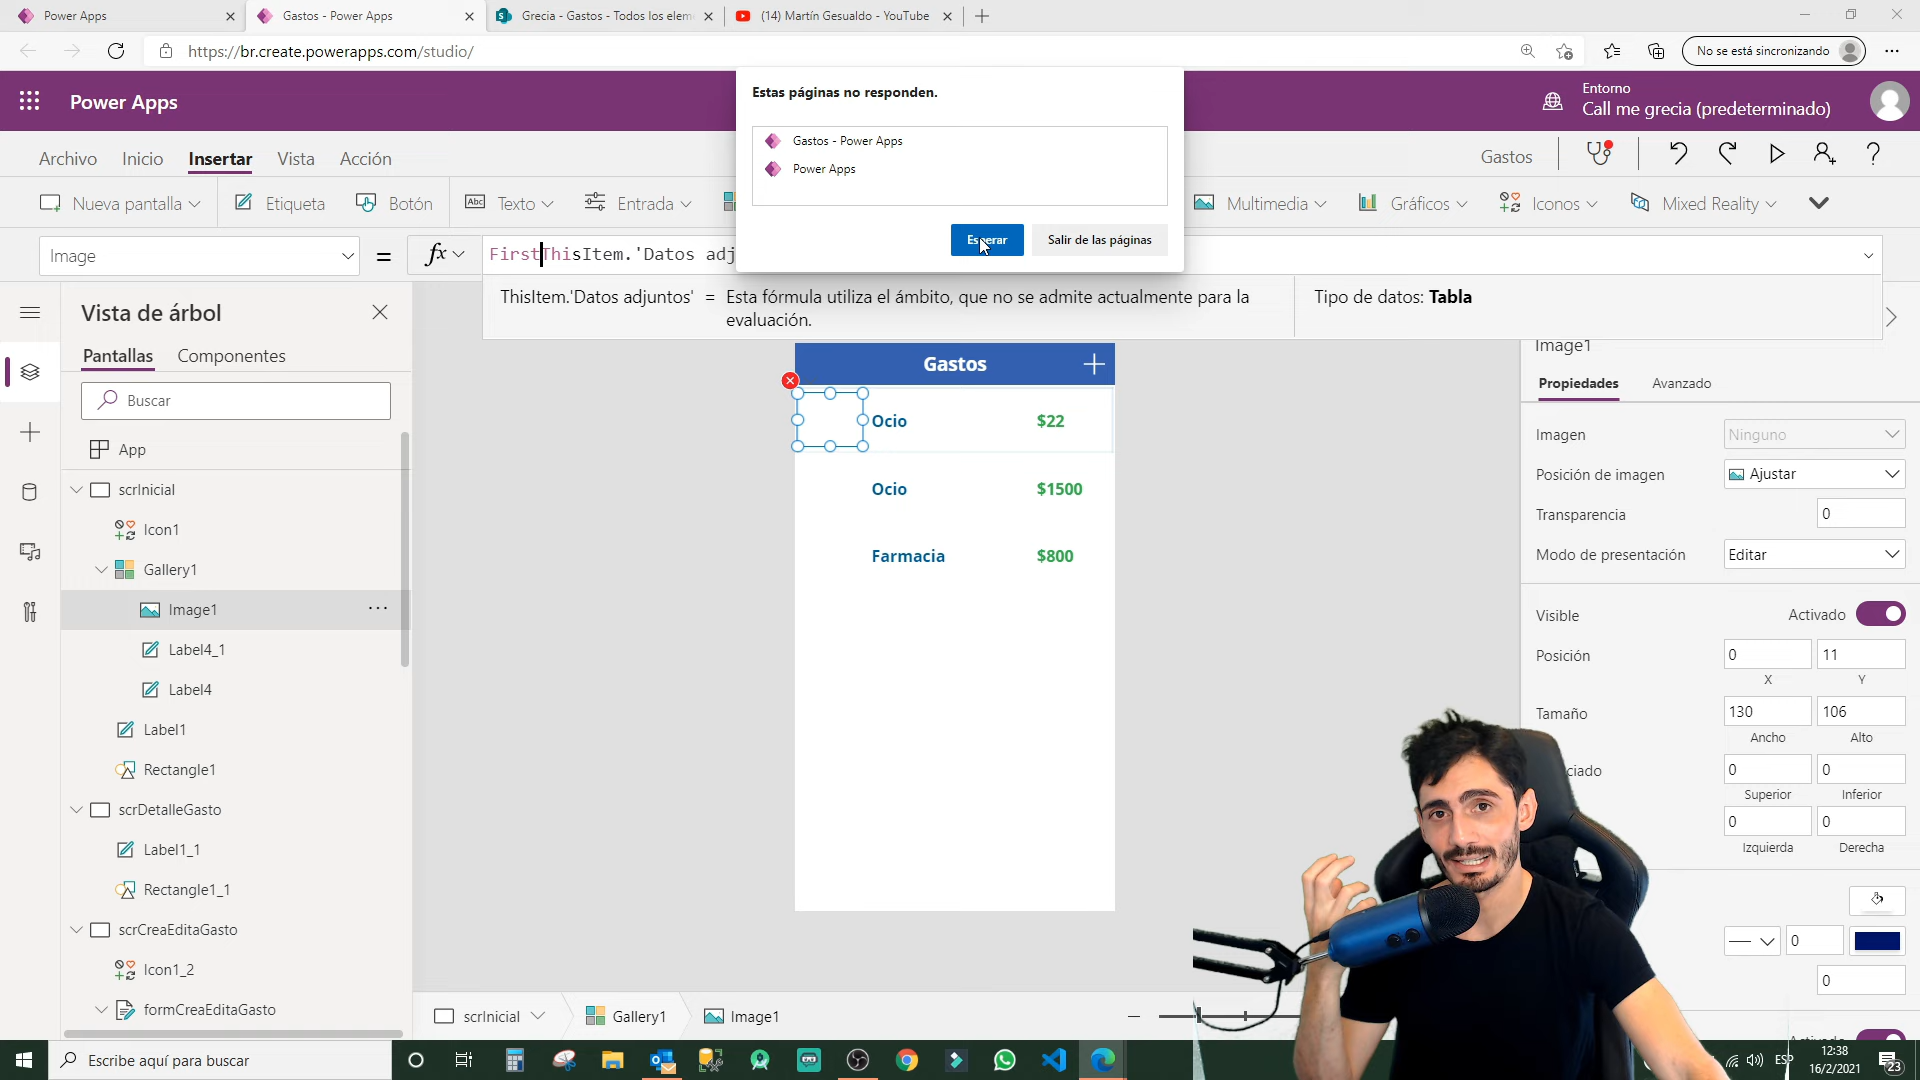 Power Apps
Gastos - Power Apps
Grecia - Gastos - Todos los elem
(14) Martín Gesualdo - YouTube
https://br.create.powerapps.com/studio/
No se está sincronizando
Power Apps
Entorno
Call me grecia (predeterminado)
Estas páginas no responden.
Gastos - Power Apps
Power Apps
Esperar
Salir de las páginas
Archivo
Inicio
Insertar
Vista
Acción
Gastos
Nueva pantalla
Etiqueta
Botón
Abc
Texto
Entrada
Multimedia
Gráficos
Iconos
Mixed Reality
Image
=
fx
FirstThisItem.'Datos adj
ThisItem.'Datos adjuntos' = Esta fórmula utiliza el ámbito, que no se admite actualmente para la
evaluación.
Tipo de datos: Tabla
Vista de árbol
Pantallas
Componentes
Buscar
App
scrInicial
Icon1
Gallery1
Image1
Label4_1
Label4
Label1
Rectangle1
scrDetalleGasto
Label1_1
Rectangle1_1
scrCreaEditaGasto
Icon1_2
formCreaEditaGasto
Gastos
Ocio $22
Ocio $1500
Farmacia $800
Image1
Propiedades
Avanzado
Imagen
Ninguno
Posición de imagen
Ajustar
Transparencia
0
Modo de presentación
Editar
Visible
Activado
Posición
0
11
X
Y
Tamaño
130
106
Ancho
Alto
ciado
0
0
Superior
Inferior
0
0
Izquierda
Derecha
0
0
scrInicial
Gallery1
Image1
Escribe aquí para buscar
ESP
12:38
16/2/2021
23